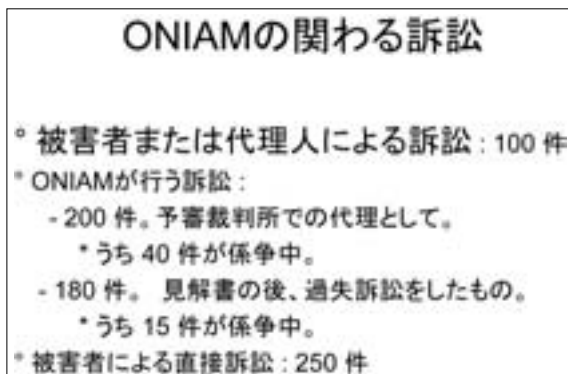 ONIAMの関わる訴訟
° 被害者または代理人による訴訟 : 100 件
° ONIAMが行う訴訟 :
- 200 件。予審裁判所での代理として。
* うち 40 件が係争中。
- 180 件。 見解書の後、過失訴訟をしたもの。
* うち 15 件が係争中。
° 被害者による直接訴訟 : 250 件